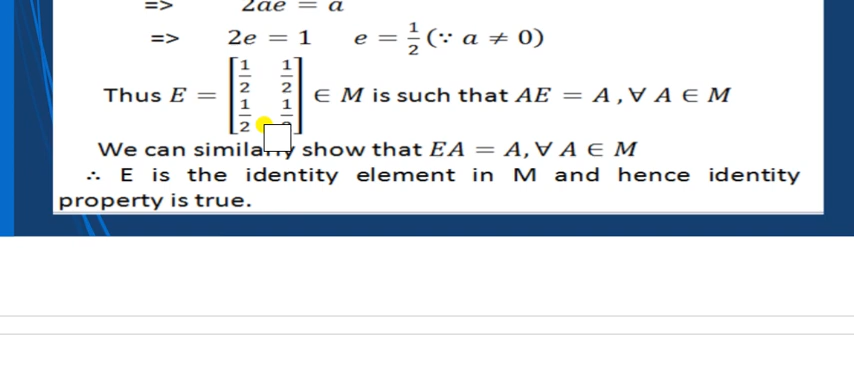 => 2ae = a
=> 2e = 1 e = 1/2 (∵ a ≠ 0)
Thus E = [1/2 1/2; 1/2 1/2] ∈ M is such that AE = A ,∀ A ∈ M
We can similarly show that EA = A,∀ A ∈ M
∴ E is the identity element in M and hence identity
property is true.